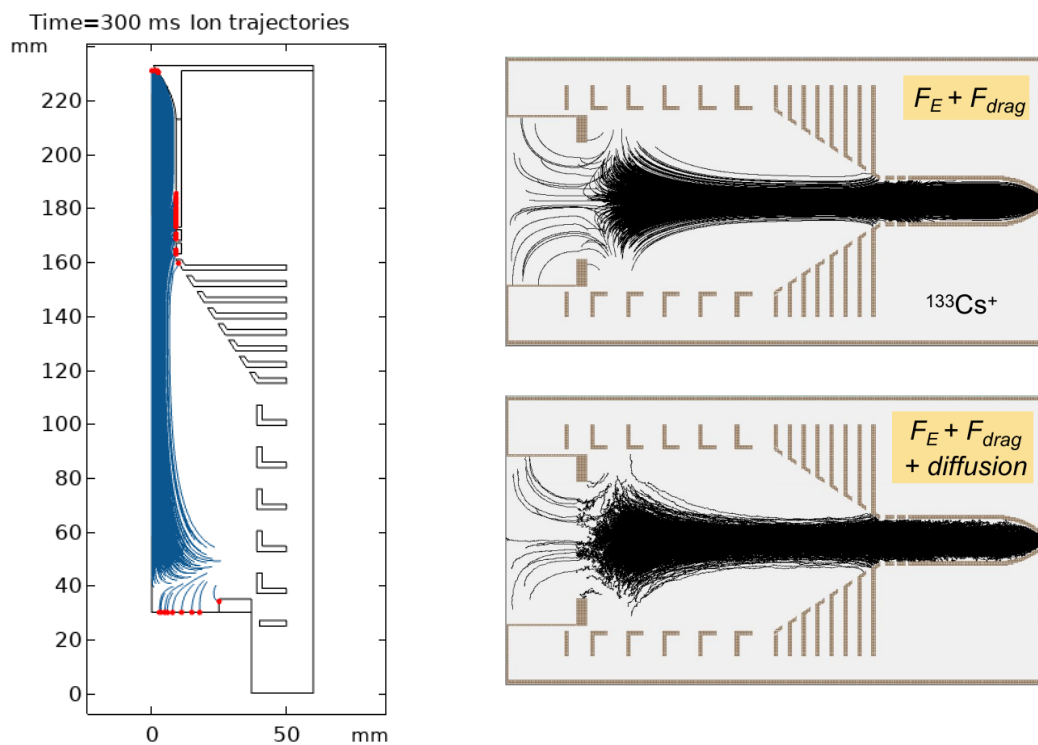 Time=300 ms Ion trajectories
mm
220
200
180
160
140
120
100
80
60
40
20
0
0
50
mm
F_E + F_drag
¹³³Cs⁺
F_E + F_drag
+ diffusion